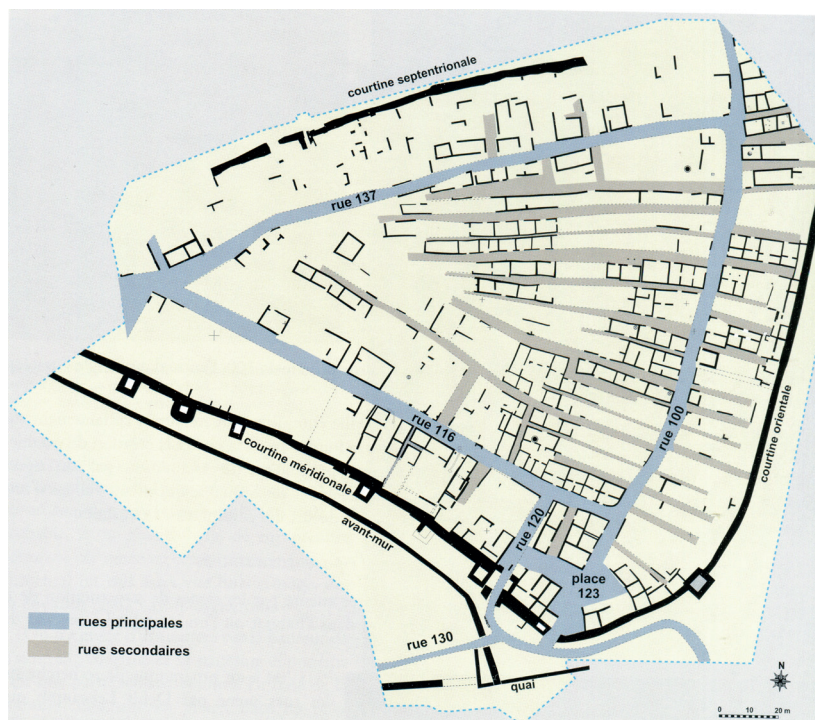 courtine septentrionale
rue 137
rue 116
rue 100
courtine orientale
courtine méridionale
avant-mur
rue 120
place
123
rue 130
quai
rues principales
rues secondaires
N
0 10 20 m